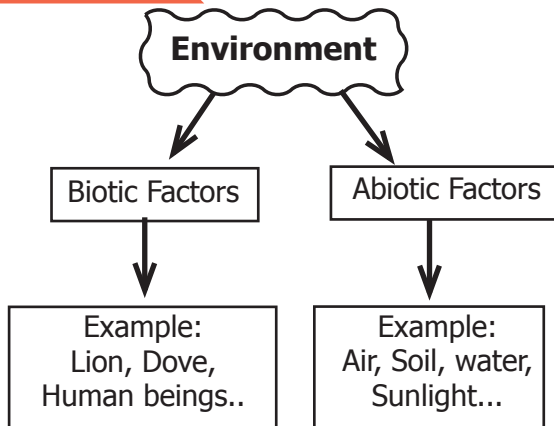 Environment
Biotic Factors
Abiotic Factors
Example:
Lion, Dove,
Human beings..
Example:
Air, Soil, water,
Sunlight...